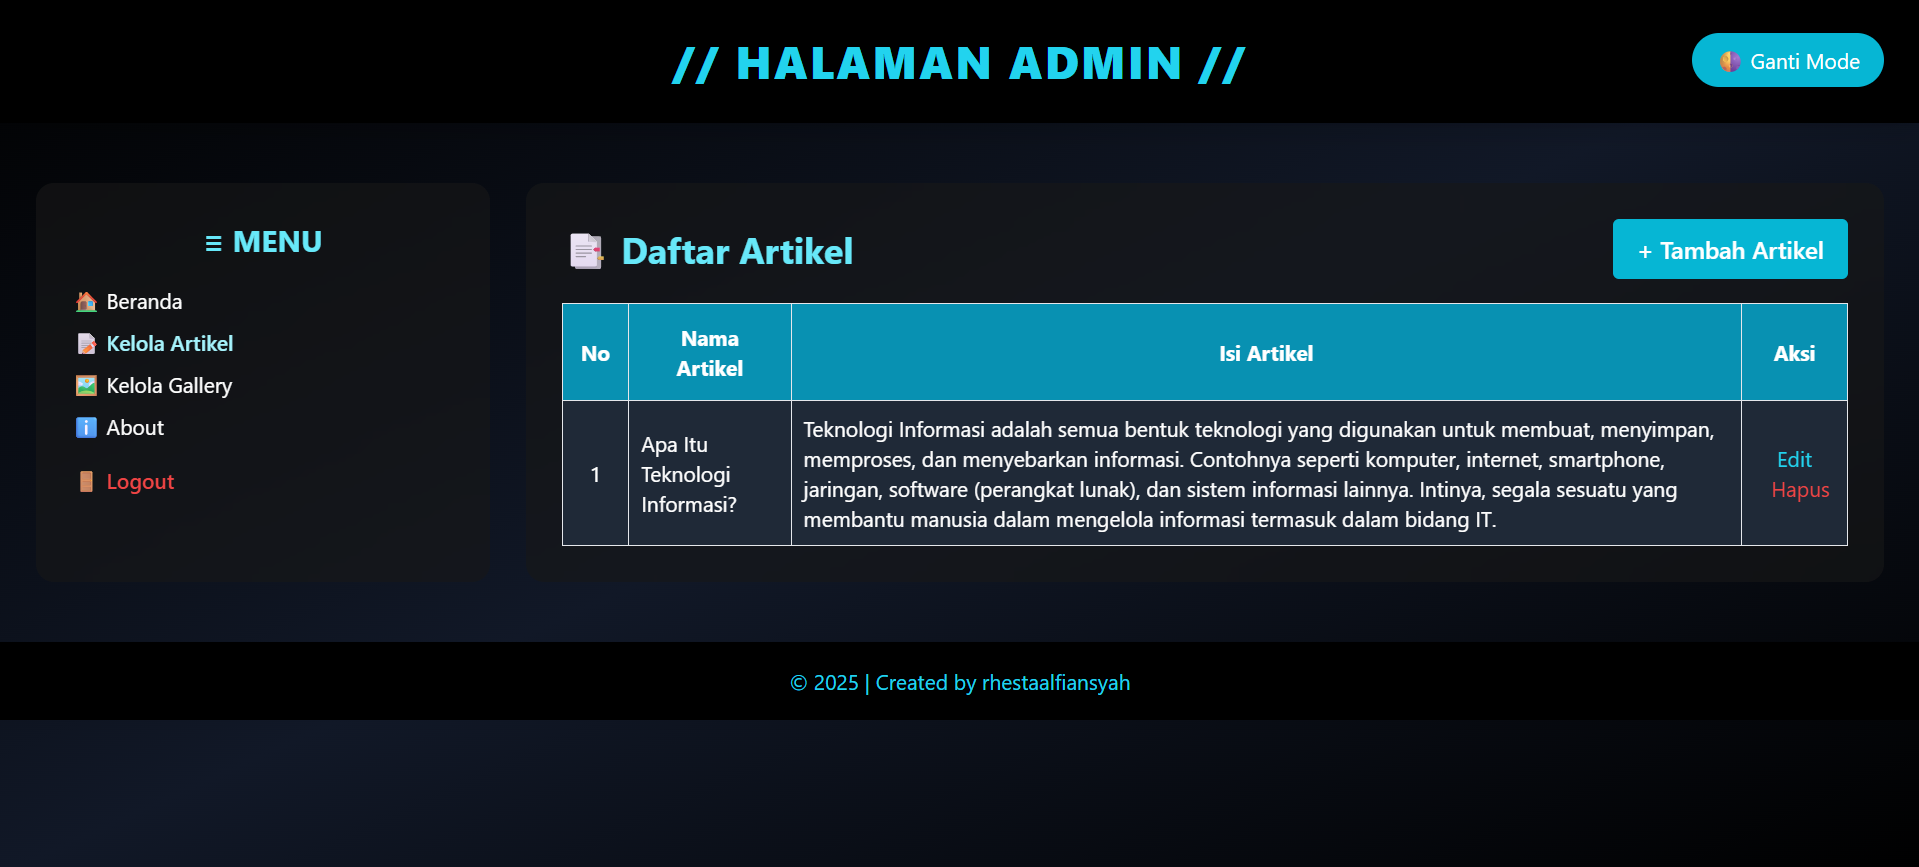 // HALAMAN ADMIN //
Ganti Mode
≡ MENU
Beranda
Kelola Artikel
Kelola Gallery
About
Logout
Daftar Artikel
+ Tambah Artikel
No
Nama
Artikel
Isi Artikel
Aksi
1
Apa Itu
Teknologi
Informasi?
Teknologi Informasi adalah semua bentuk teknologi yang digunakan untuk membuat, menyimpan,
memproses, dan menyebarkan informasi. Contohnya seperti komputer, internet, smartphone,
jaringan, software (perangkat lunak), dan sistem informasi lainnya. Intinya, segala sesuatu yang
membantu manusia dalam mengelola informasi termasuk dalam bidang IT.
Edit
Hapus
© 2025 | Created by rhestaalfiansyah